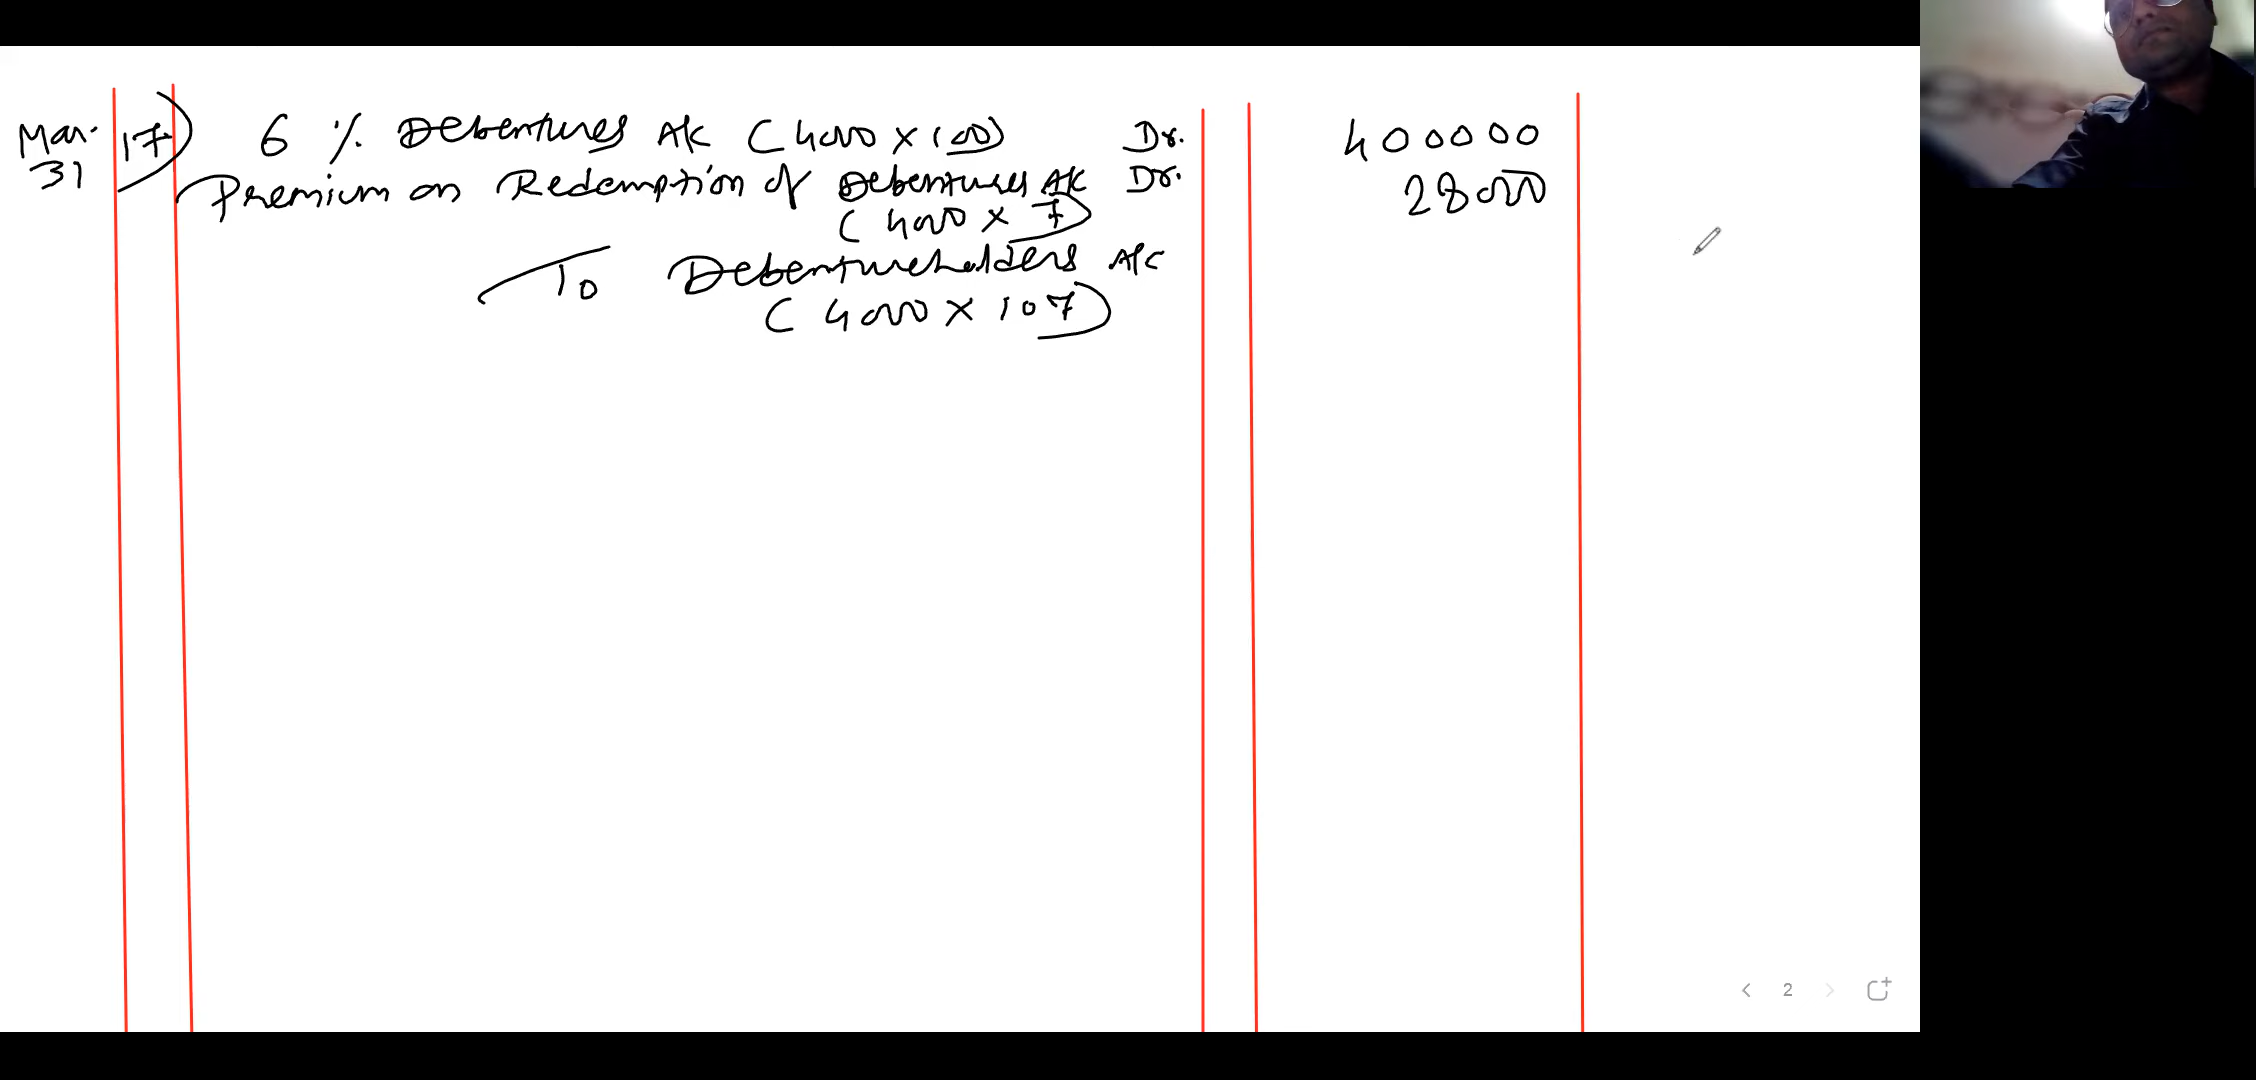 Mar. 17) 6 % Debentures A/c (4000 x 100) Dr. 400000
31
Premium on Redemption of Debentures A/c Dr. 28000
(4000 x 7)
To Debentureholders A/c
(4000 x 107)
< 2 >